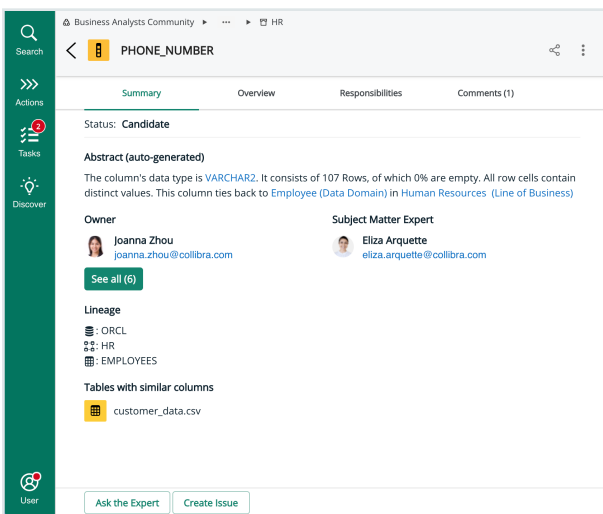 Business Analysts Community ▸ ... ▸ HR
Search
PHONE_NUMBER
Actions
Summary Overview Responsibilities Comments (1)
2
Tasks
Status: Candidate
Abstract (auto-generated)
The column's data type is VARCHAR2. It consists of 107 Rows, of which 0% are empty. All row cells contain
distinct values. This column ties back to Employee (Data Domain) in Human Resources (Line of Business)
Discover
Owner Subject Matter Expert
Joanna Zhou Eliza Arquette
joanna.zhou@collibra.com eliza.arquette@collibra.com
See all (6)
Lineage
: ORCL
: HR
: EMPLOYEES
Tables with similar columns
customer_data.csv
User
Ask the Expert Create Issue